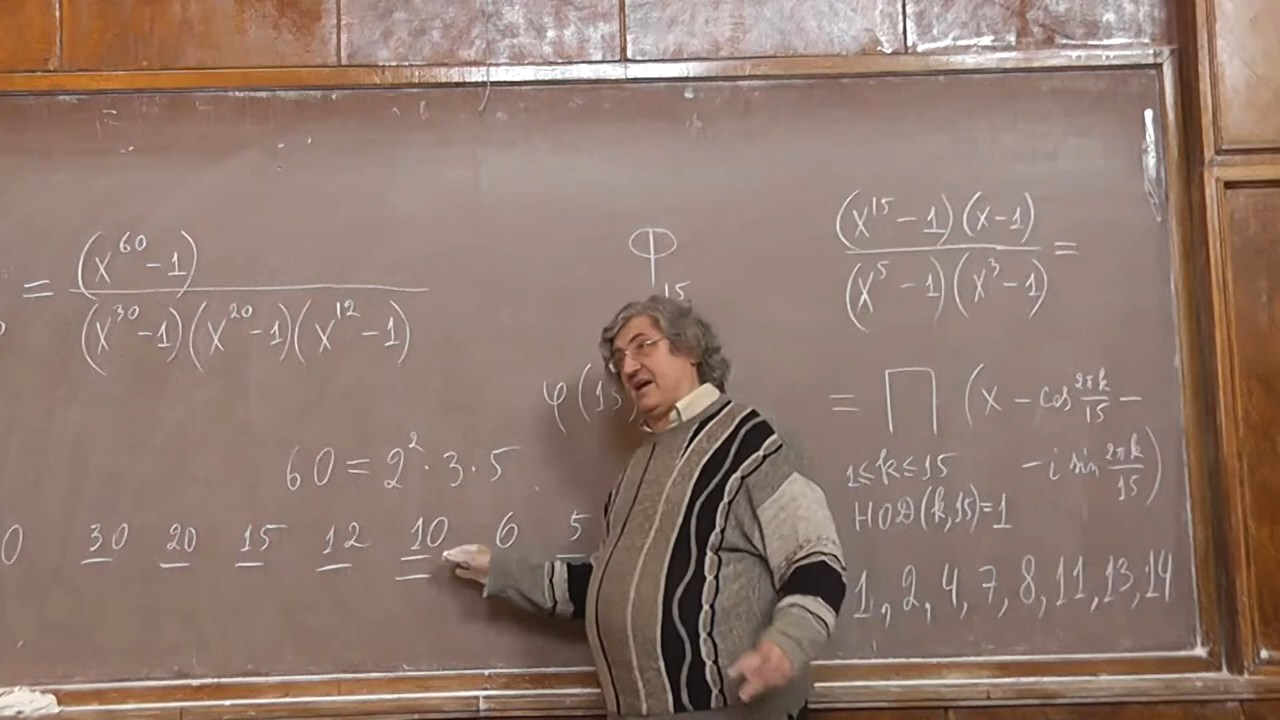 = (x^60 - 1)
(x^30 - 1)(x^20 - 1)(x^12 - 1)
60 = 2^2 · 3 · 5
0 30 20 15 12 10 6 5
Φ15
φ(15
(x^15 - 1)(x - 1) =
(x^5 - 1)(x^3 - 1)
= ∏ (x - cos 2πk/15 -
1≤k≤15 - i sin 2πk/15)
НОД(k,15)=1
1, 2, 4, 7, 8, 11, 13, 14